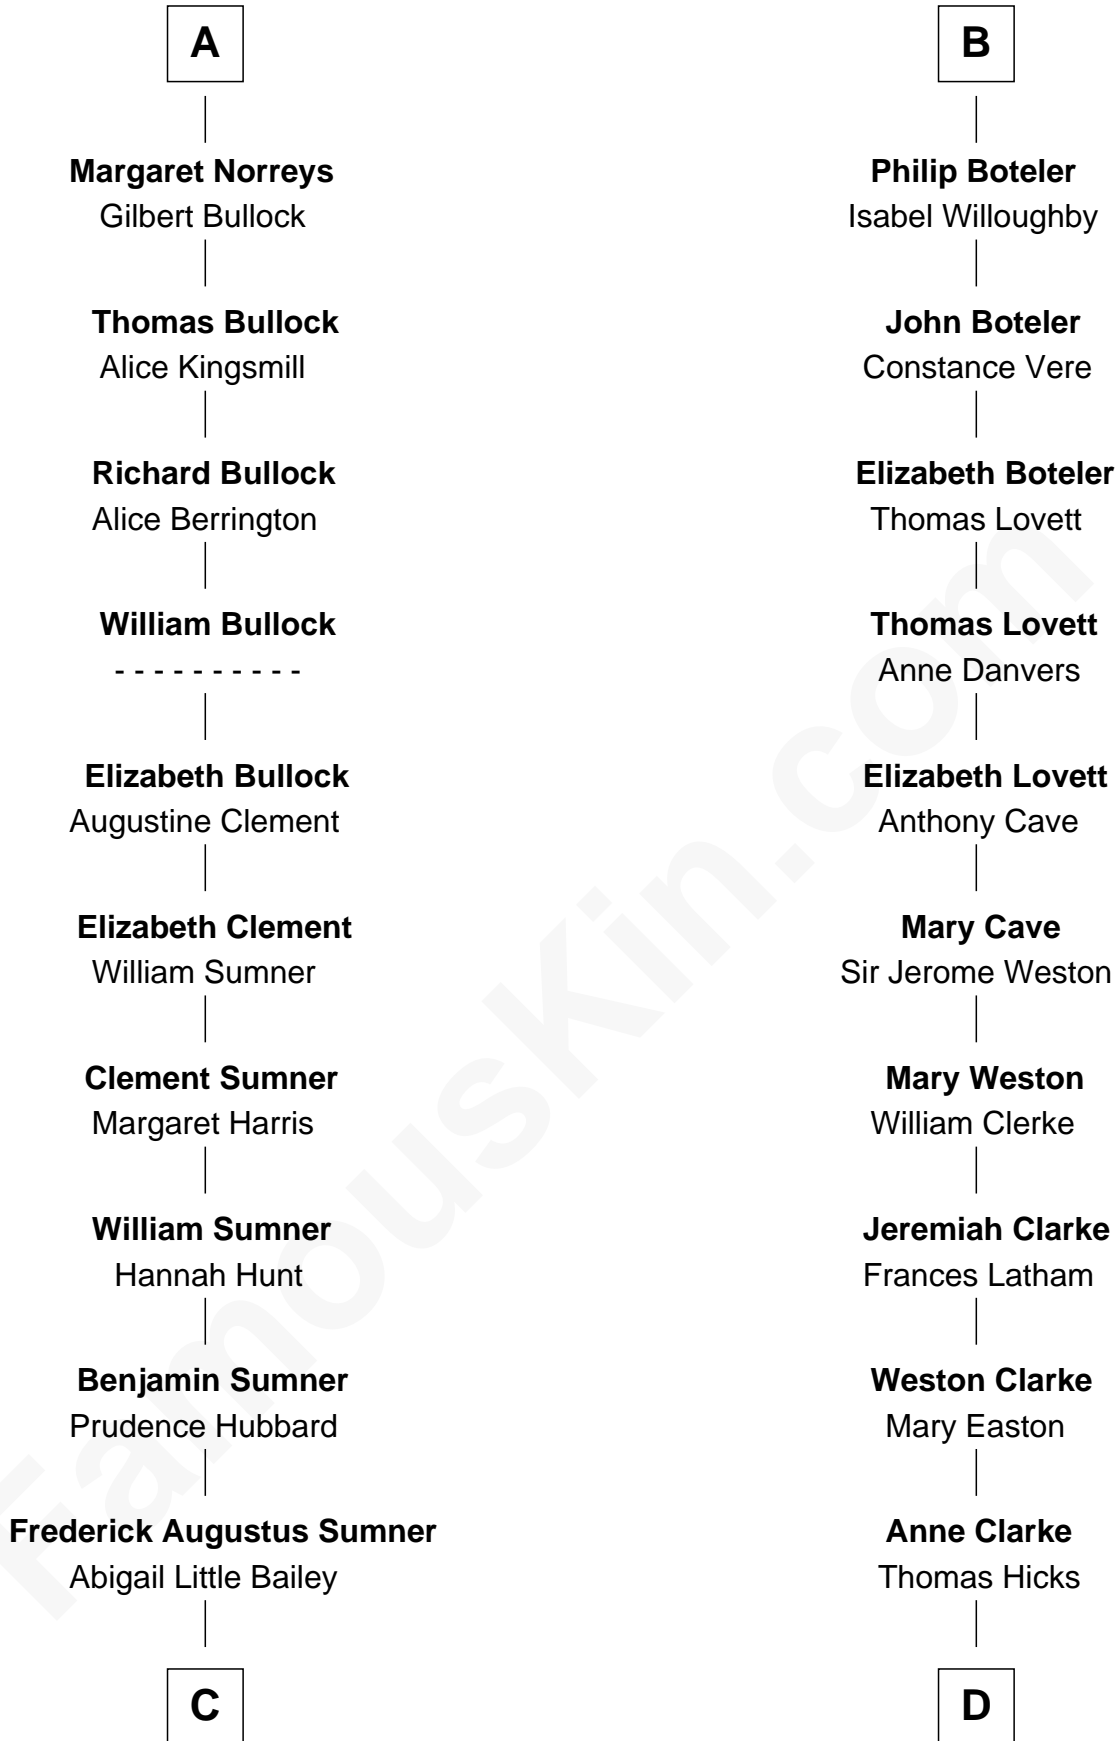 A
Margaret Norreys
Gilbert Bullock
Thomas Bullock
Alice Kingsmill
Richard Bullock
Alice Berrington
William Bullock
- - - - - - - - - -
Elizabeth Bullock
Augustine Clement
Elizabeth Clement
William Sumner
Clement Sumner
Margaret Harris
William Sumner
Hannah Hunt
Benjamin Sumner
Prudence Hubbard
Frederick Augustus Sumner
Abigail Little Bailey
C
B
Philip Boteler
Isabel Willoughby
John Boteler
Constance Vere
Elizabeth Boteler
Thomas Lovett
Thomas Lovett
Anne Danvers
Elizabeth Lovett
Anthony Cave
Mary Cave
Sir Jerome Weston
Mary Weston
William Clerke
Jeremiah Clarke
Frances Latham
Weston Clarke
Mary Easton
Anne Clarke
Thomas Hicks
D
FamousKin.com